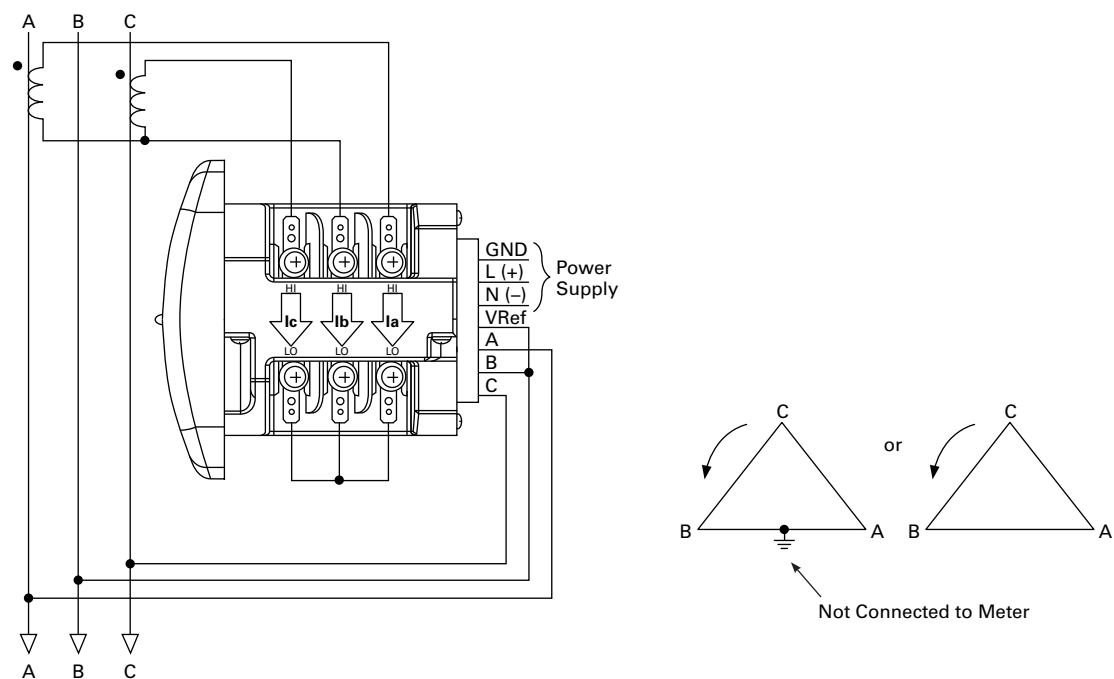 A B C
GND
L (+)
N (–)
Power
Supply
VRef
A
B
C
HI HI HI
Ic Ib Ia
LO LO LO
C
B A
or
C
B A
Not Connected to Meter
A B C